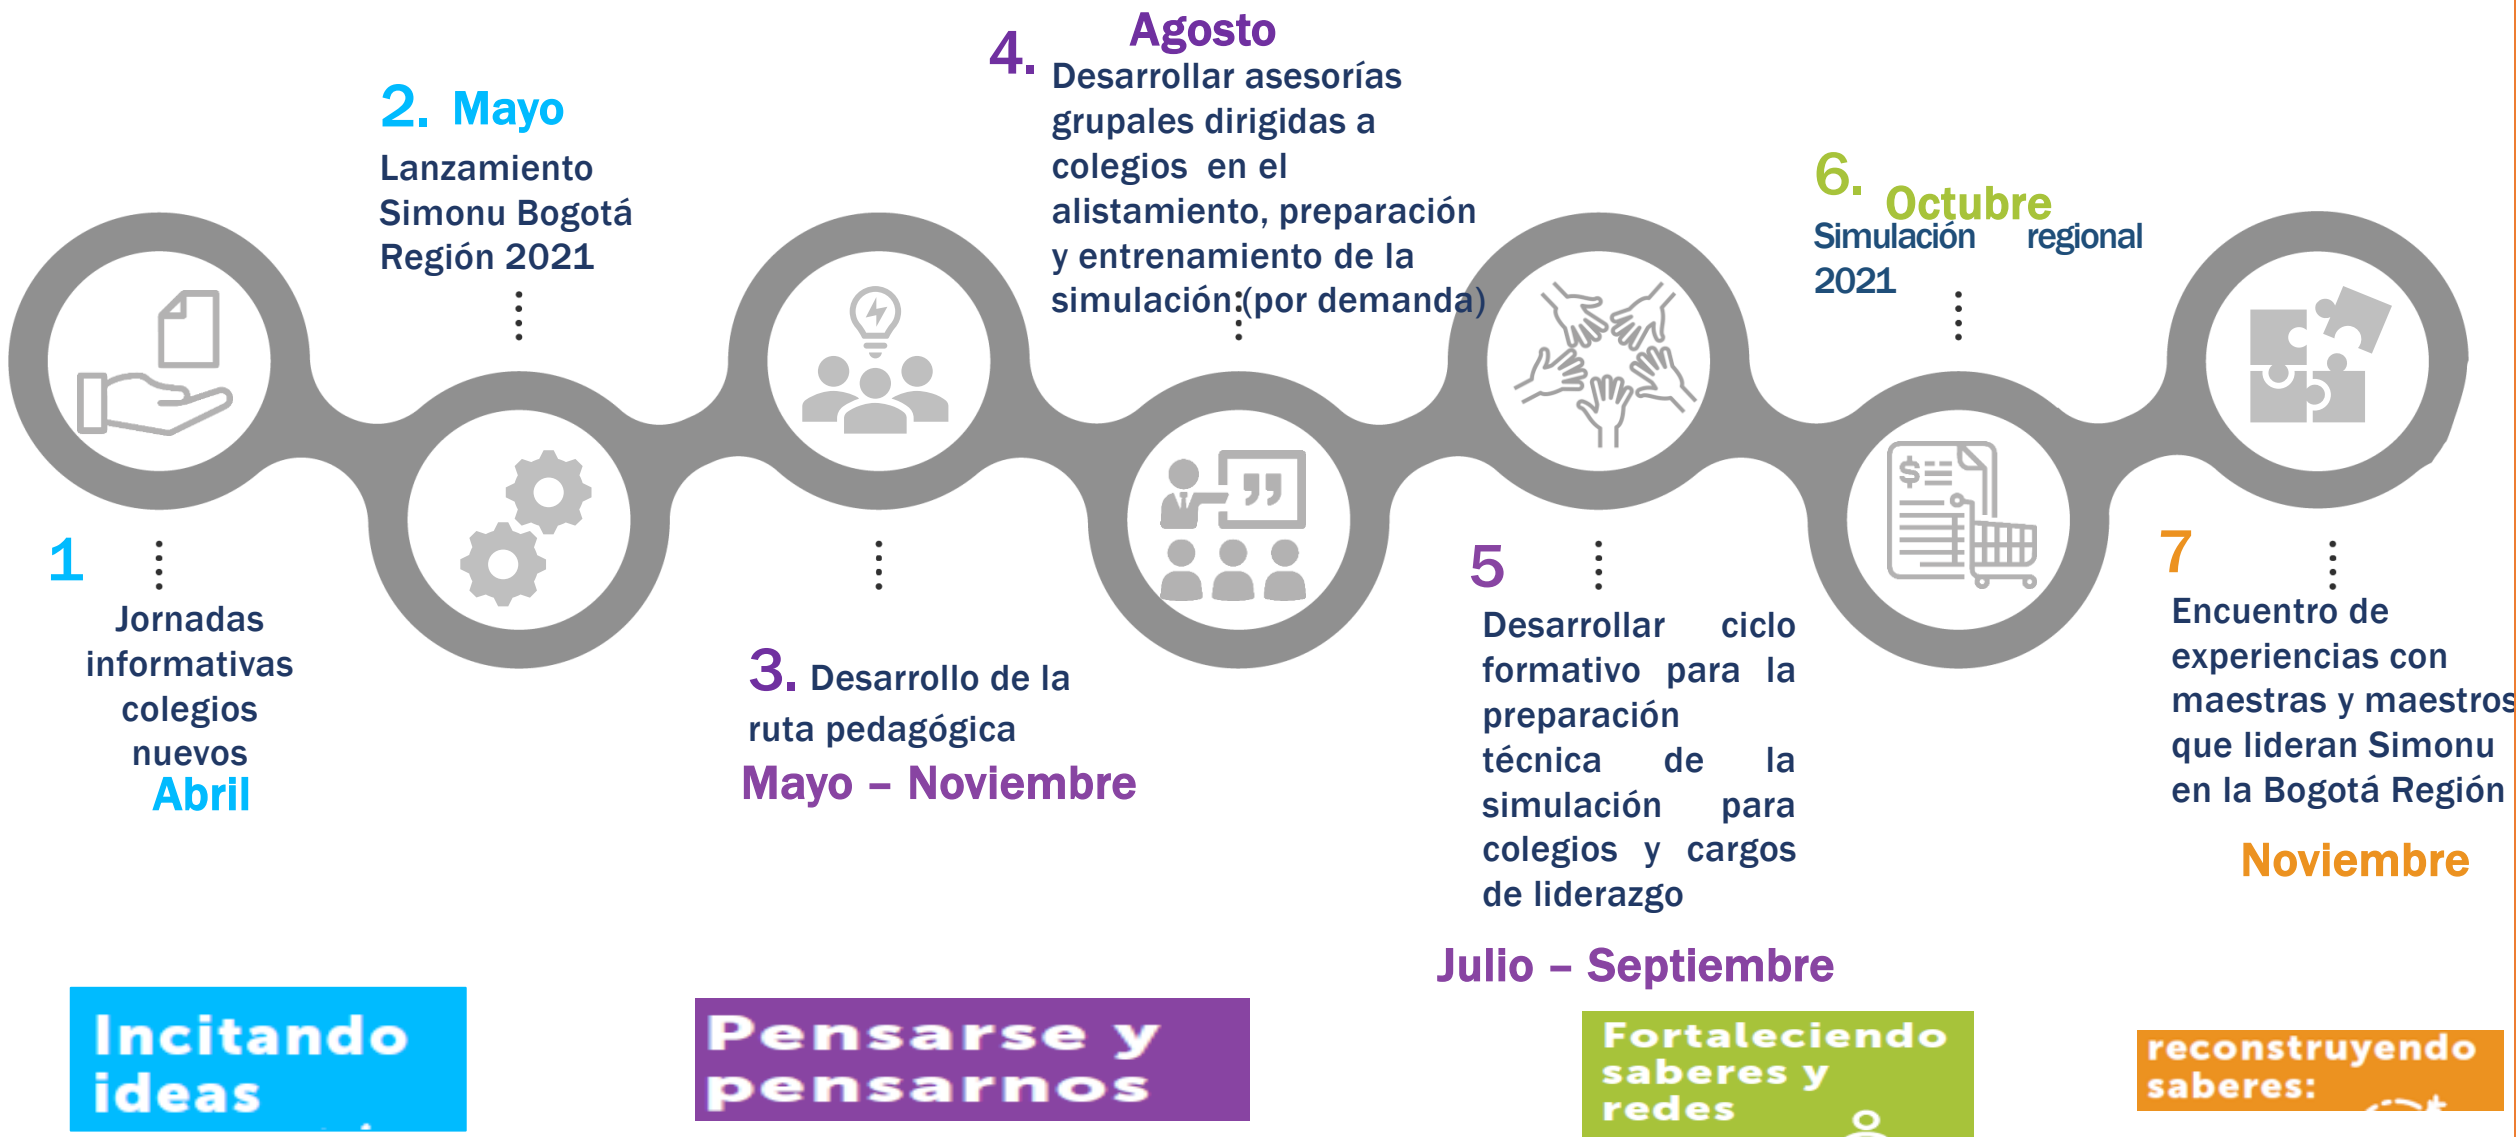 1
Jornadas
informativas
colegios
nuevos
Abril
2. Mayo
Lanzamiento
Simonu Bogotá
Región 2021
3. Desarrollo de la
ruta pedagógica
Mayo – Noviembre
4. Agosto
Desarrollar asesorías
grupales dirigidas a
colegios en el
alistamiento, preparación
y entrenamiento de la
simulación (por demanda)
5
Desarrollar ciclo
formativo para la
preparación
técnica de la
simulación para
colegios y cargos
de liderazgo
Julio – Septiembre
6. Octubre
Simulación regional
2021
$
7
Encuentro de
experiencias con
maestras y maestros
que lideran Simonu
en la Bogotá Región
Noviembre
Incitando
ideas
Pensarse y
pensarnos
Fortaleciendo
saberes y
redes
reconstruyendo
saberes: